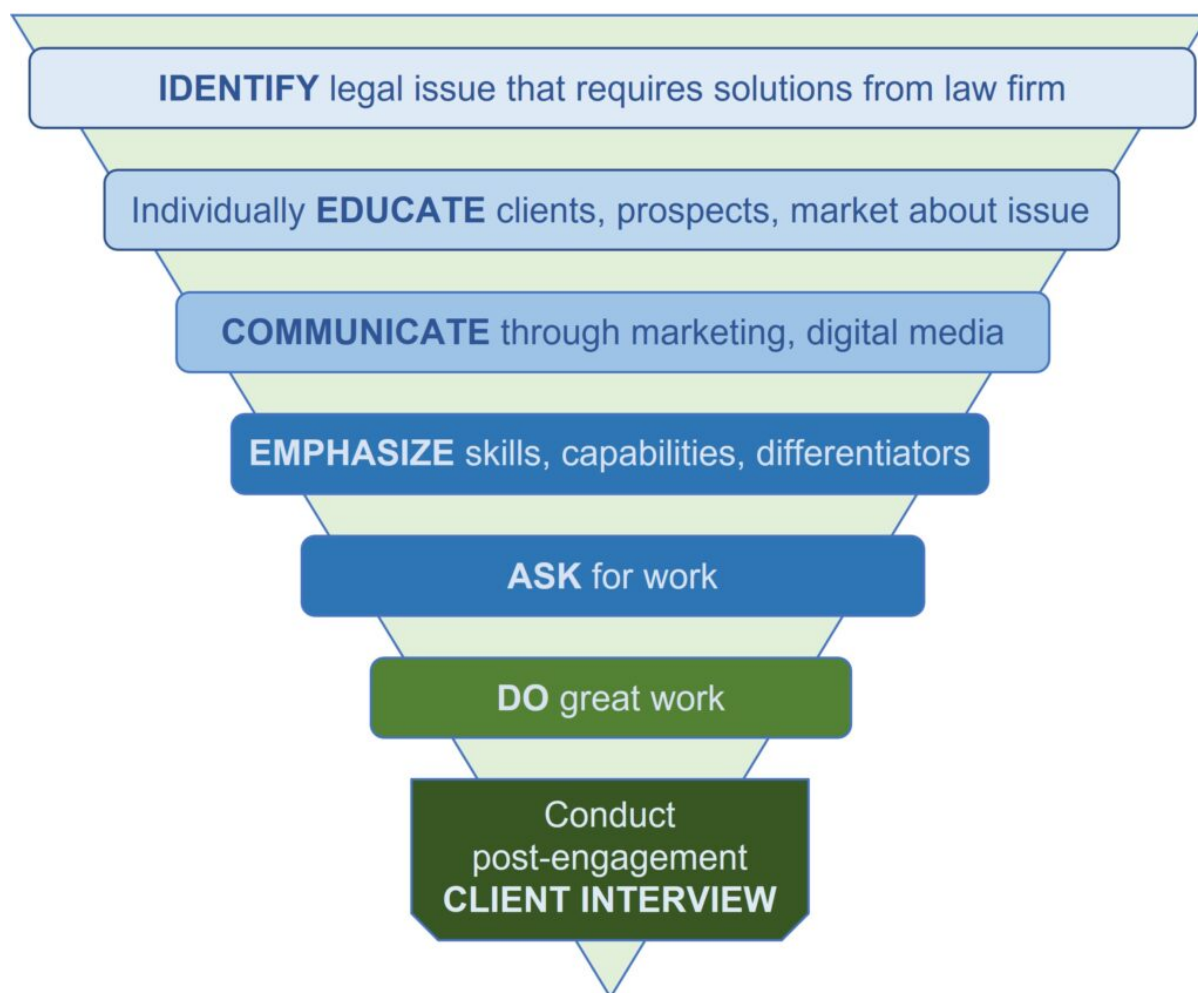 IDENTIFY legal issue that requires solutions from law firm
Individually EDUCATE clients, prospects, market about issue
COMMUNICATE through marketing, digital media
EMPHASIZE skills, capabilities, differentiators
ASK for work
DO great work
Conduct
post-engagement
CLIENT INTERVIEW